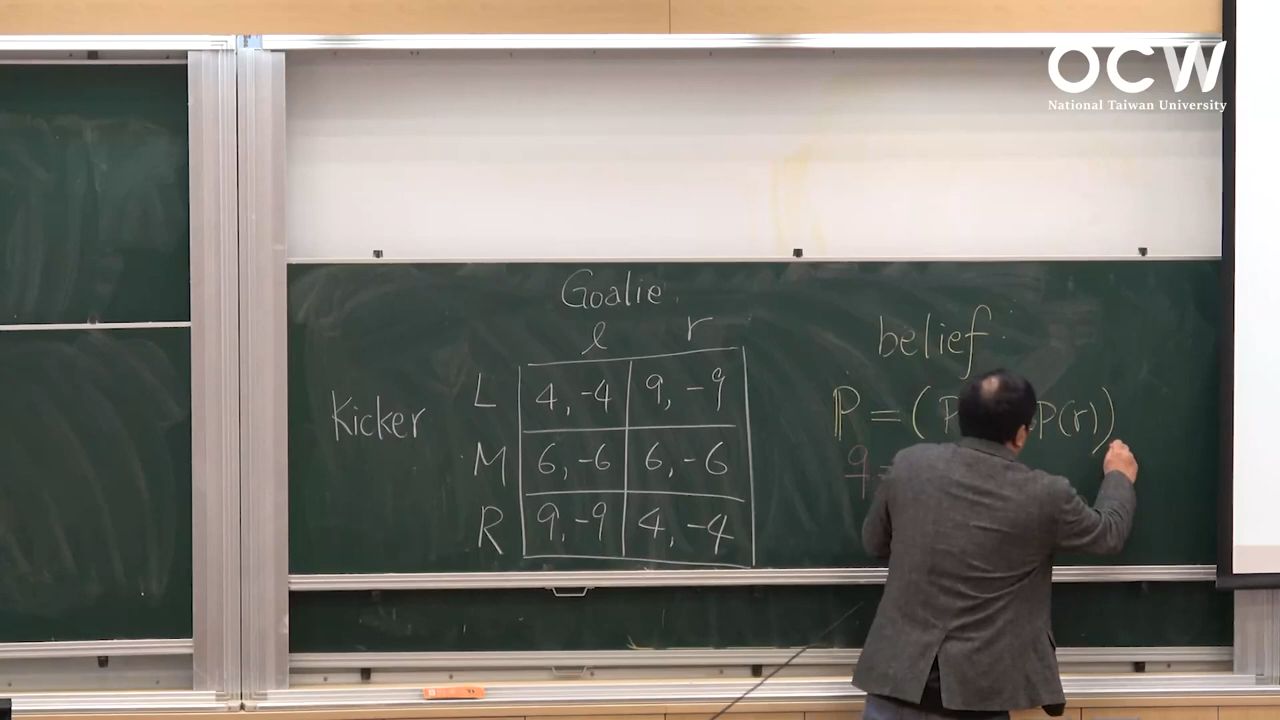 OCW
National Taiwan University
Goalie
l r
Kicker
L 4, -4 9, -9
M 6, -6 6, -6
R 9, -9 4, -4
belief
P = ( P P(r) )
q =